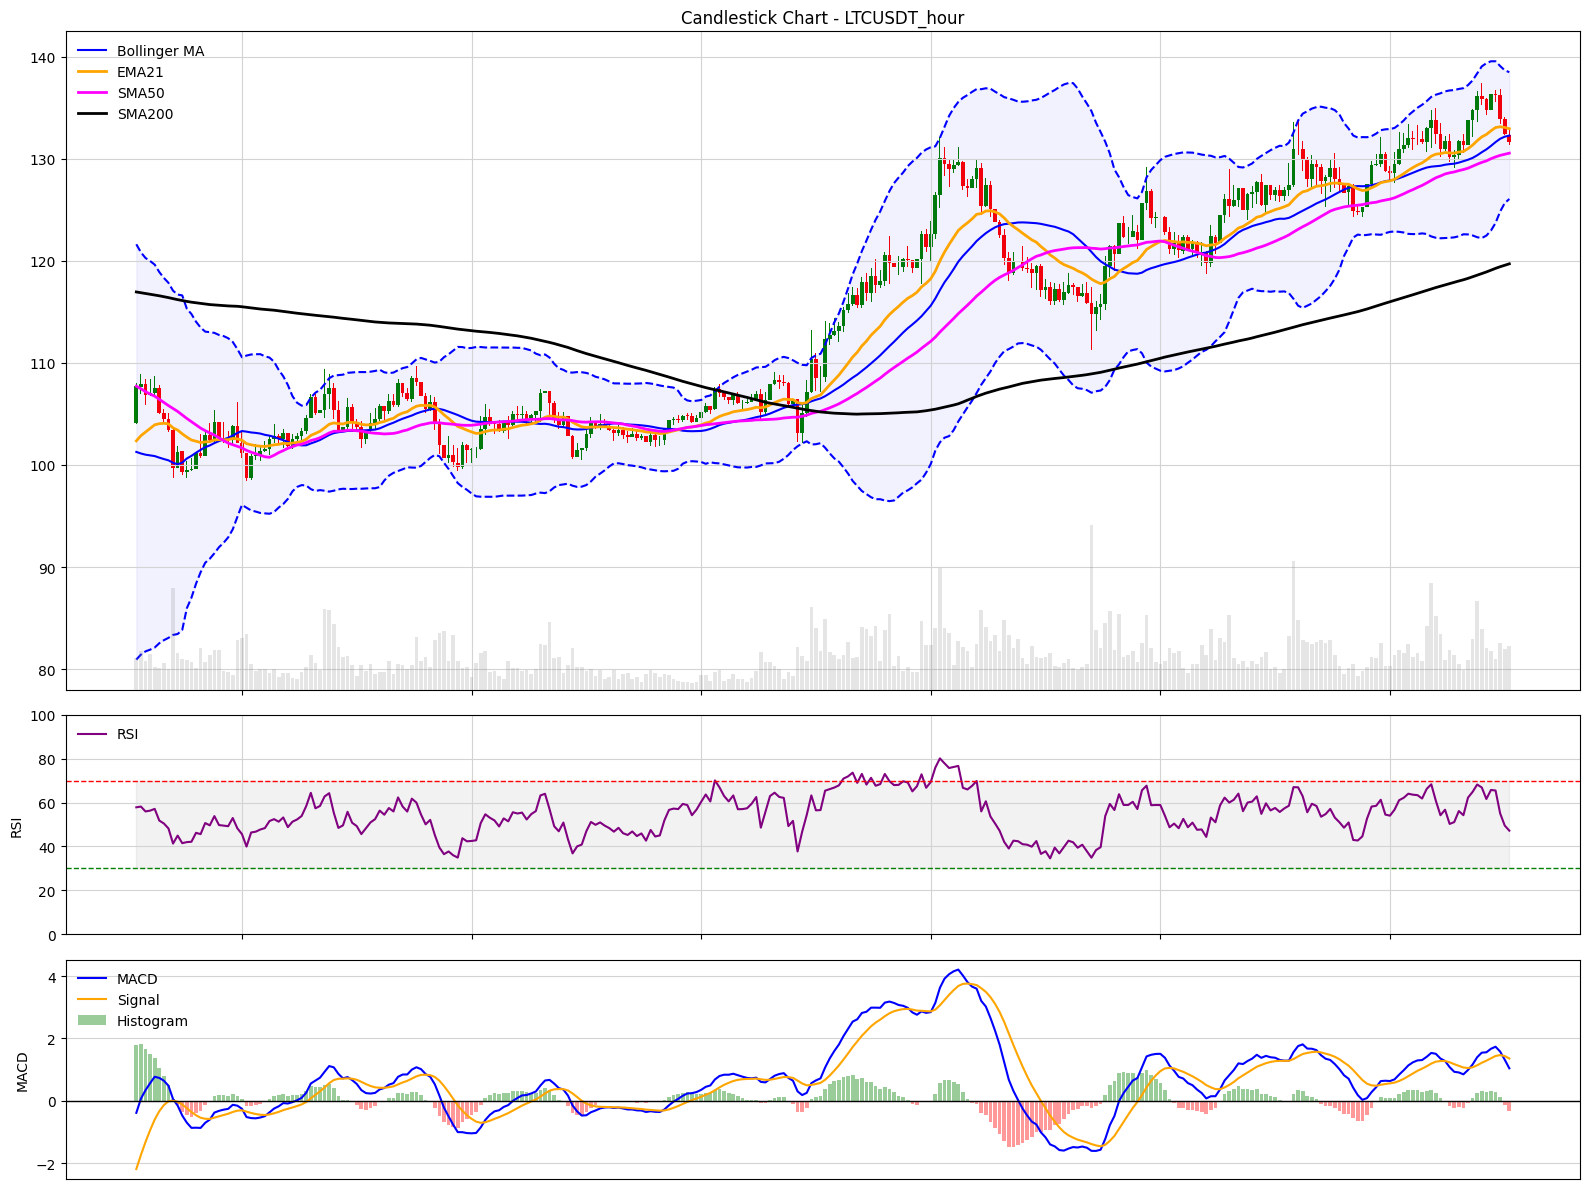 Candlestick Chart - LTCUSDT_hour
Bollinger MA
EMA21
SMA50
SMA200
140
130
120
110
100
90
80
RSI
100
80
60
40
20
0
RSI
MACD
Signal
Histogram
4
2
0
−2
MACD